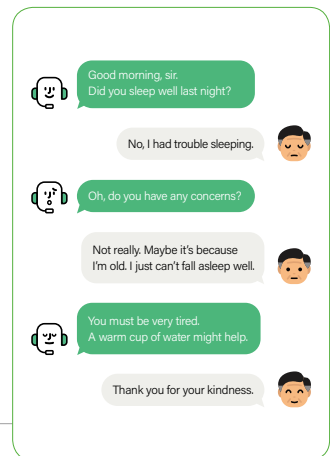 Good morning, sir.
Did you sleep well last night?
No, I had trouble sleeping.
Oh, do you have any concerns?
Not really. Maybe it's because
I'm old. I just can't fall asleep well.
You must be very tired.
A warm cup of water might help.
Thank you for your kindness.